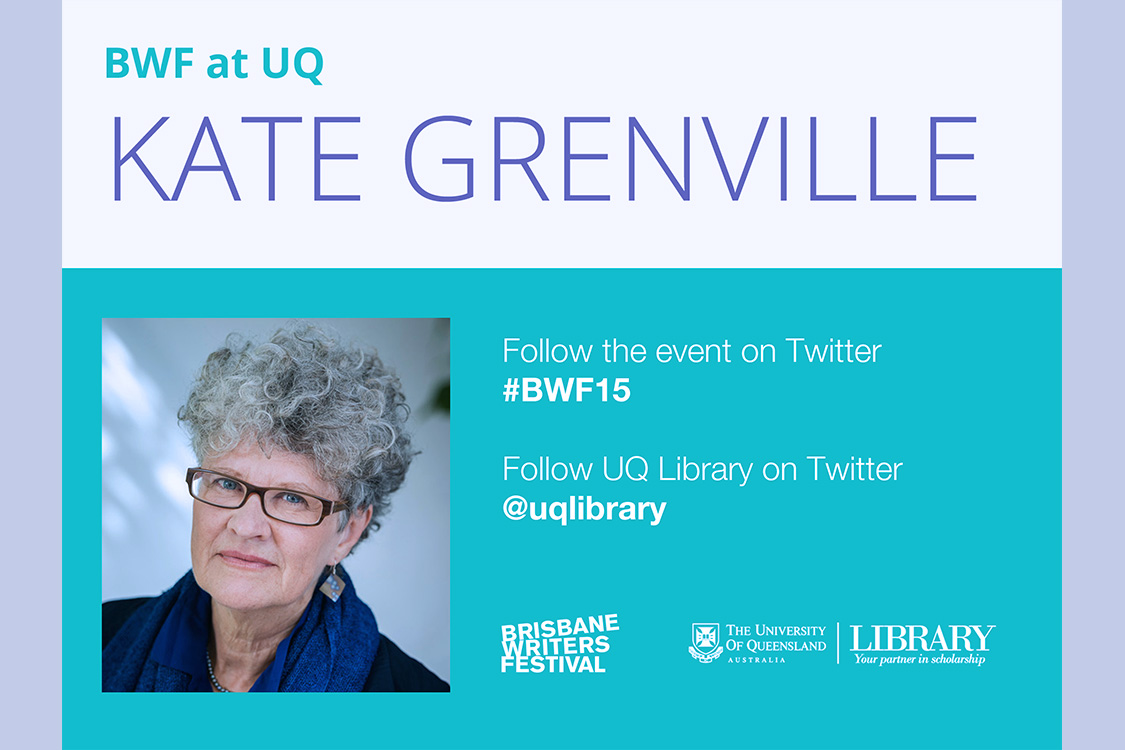 BWF at UQ
KATE GRENVILLE
Follow the event on Twitter
#BWF15
Follow UQ Library on Twitter
@uqlibrary
BRISBANE
WRITERS
FESTIVAL
THE UNIVERSITY
OF QUEENSLAND
AUSTRALIA
LIBRARY
Your partner in scholarship